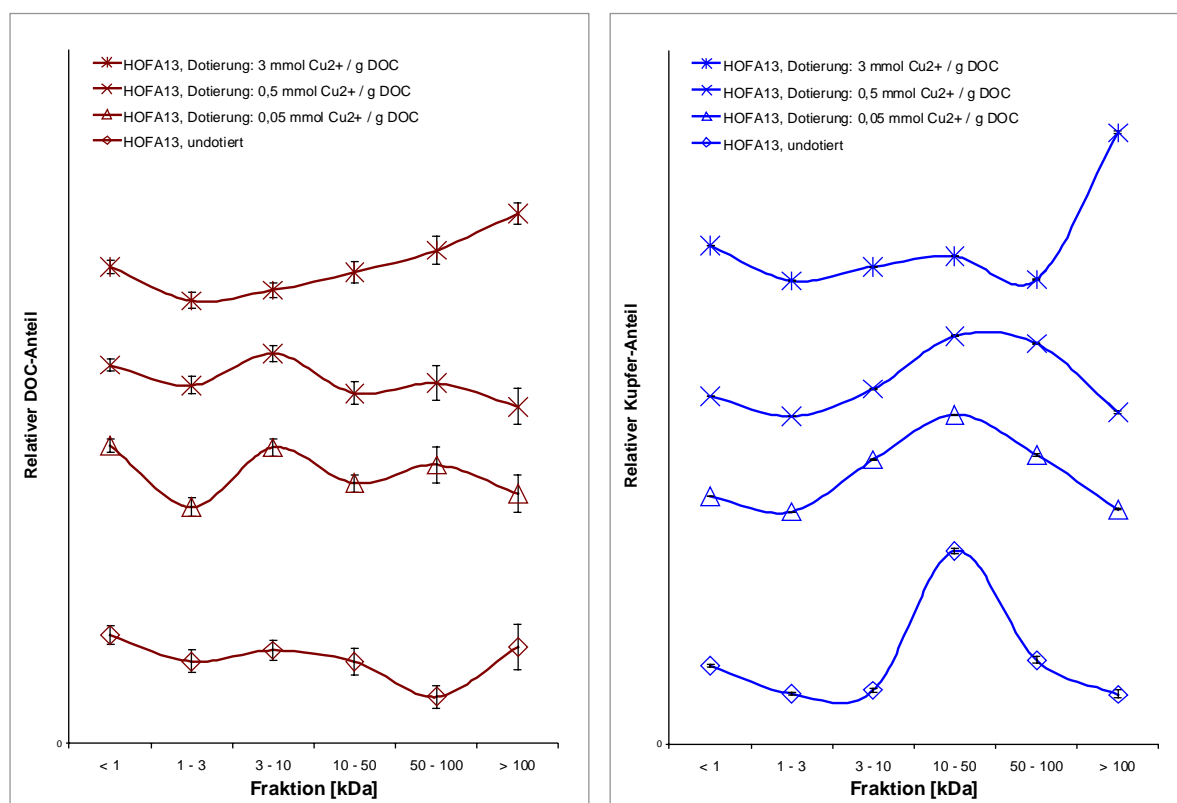 HOFA13, Dotierung: 3 mmol Cu2+ / g DOC
HOFA13, Dotierung: 0,5 mmol Cu2+ / g DOC
HOFA13, Dotierung: 0,05 mmol Cu2+ / g DOC
HOFA13, undotiert
Relativer DOC-Anteil
0
< 1 1 - 3 3 - 10 10 - 50 50 - 100 > 100
Fraktion [kDa]
HOFA13, Dotierung: 3 mmol Cu2+ / g DOC
HOFA13, Dotierung: 0,5 mmol Cu2+ / g DOC
HOFA13, Dotierung: 0,05 mmol Cu2+ / g DOC
HOFA13, undotiert
Relativer Kupfer-Anteil
0
< 1 1 - 3 3 - 10 10 - 50 50 - 100 > 100
Fraktion [kDa]